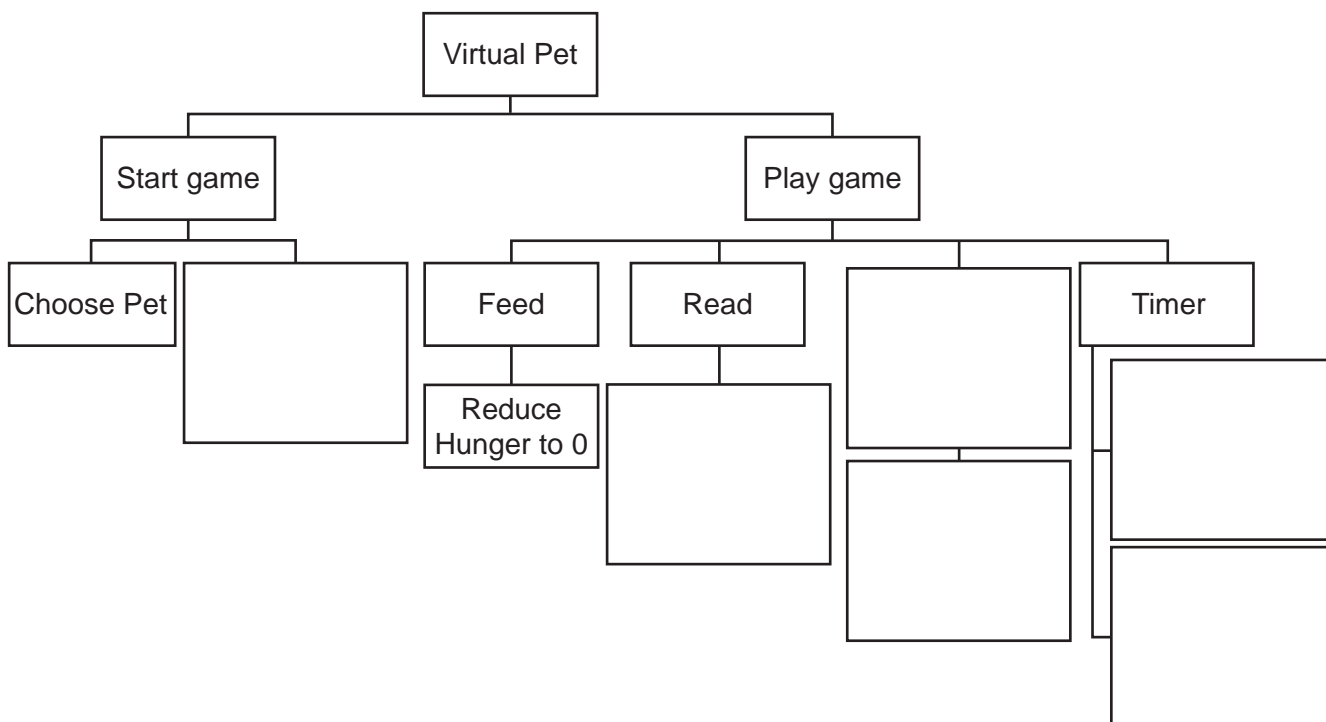 Virtual Pet
Start game
Play game
Choose Pet
Feed
Read
Timer
Reduce
Hunger to 0